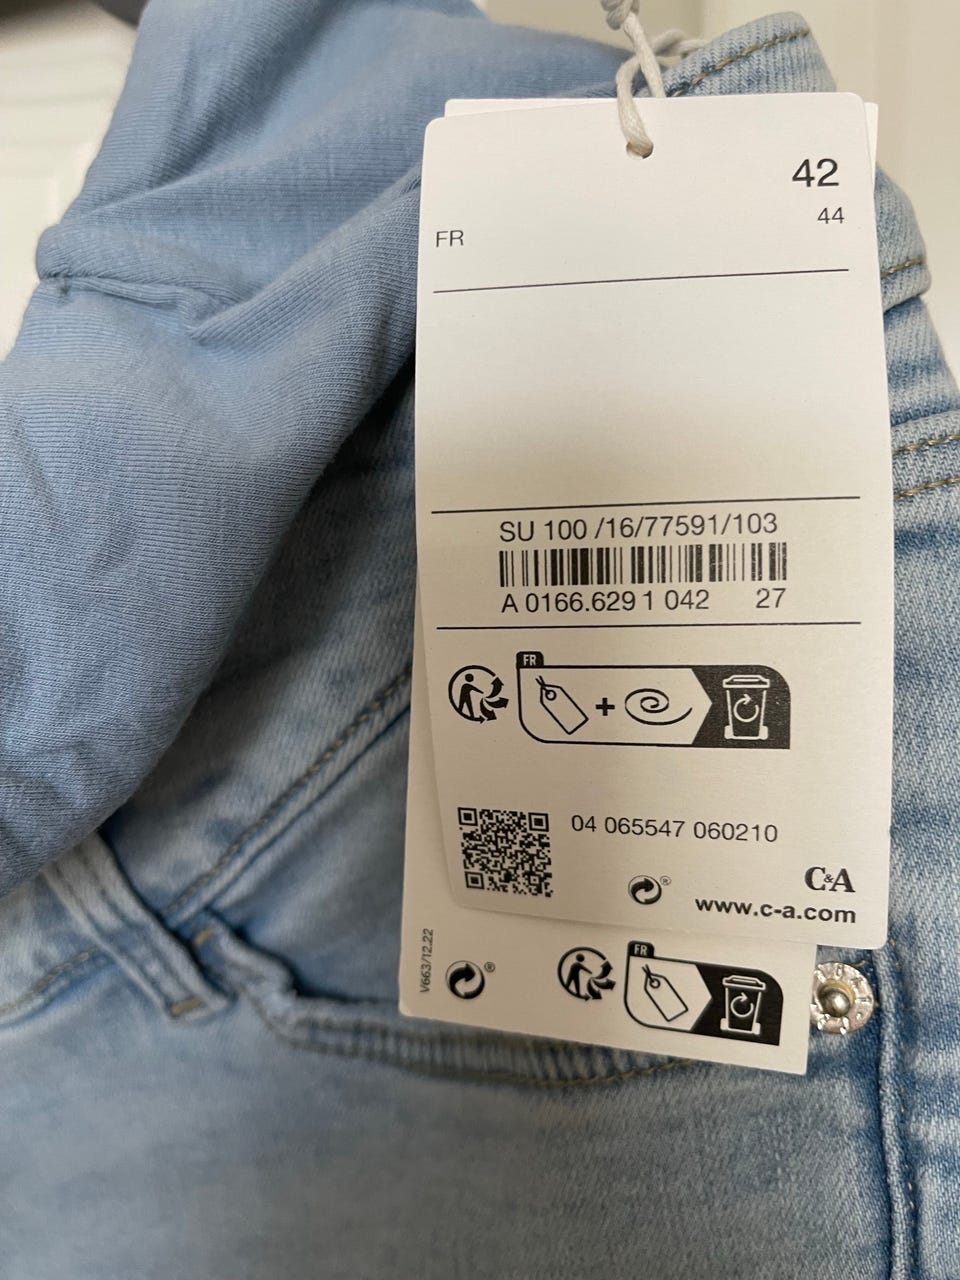 42
44
FR
SU 100 /16/77591/103
A 0166.629 1 042 27
FR
04 065547 060210
®
C&A
www.c-a.com
V663/12.22
®
FR